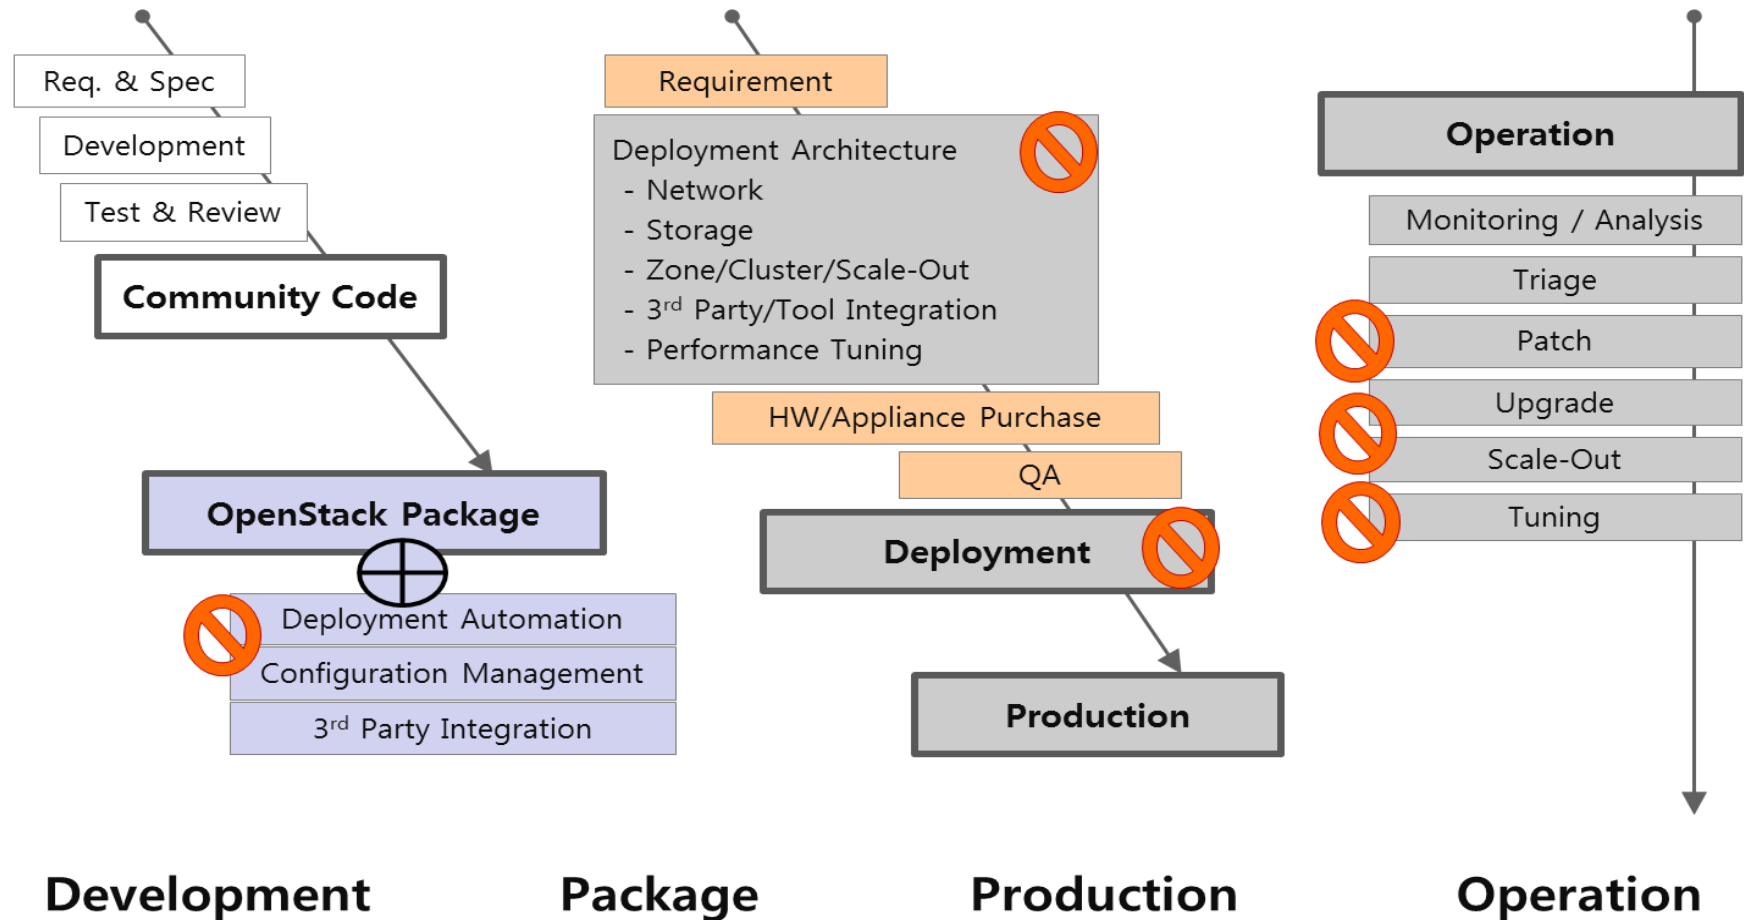 Req. & Spec
Development
Test & Review
Community Code
OpenStack Package
Deployment Automation
Configuration Management
3rd Party Integration
Requirement
Deployment Architecture
- Network
- Storage
- Zone/Cluster/Scale-Out
- 3rd Party/Tool Integration
- Performance Tuning
HW/Appliance Purchase
QA
Deployment
Production
Operation
Monitoring / Analysis
Triage
Patch
Upgrade
Scale-Out
Tuning
Development
Package
Production
Operation